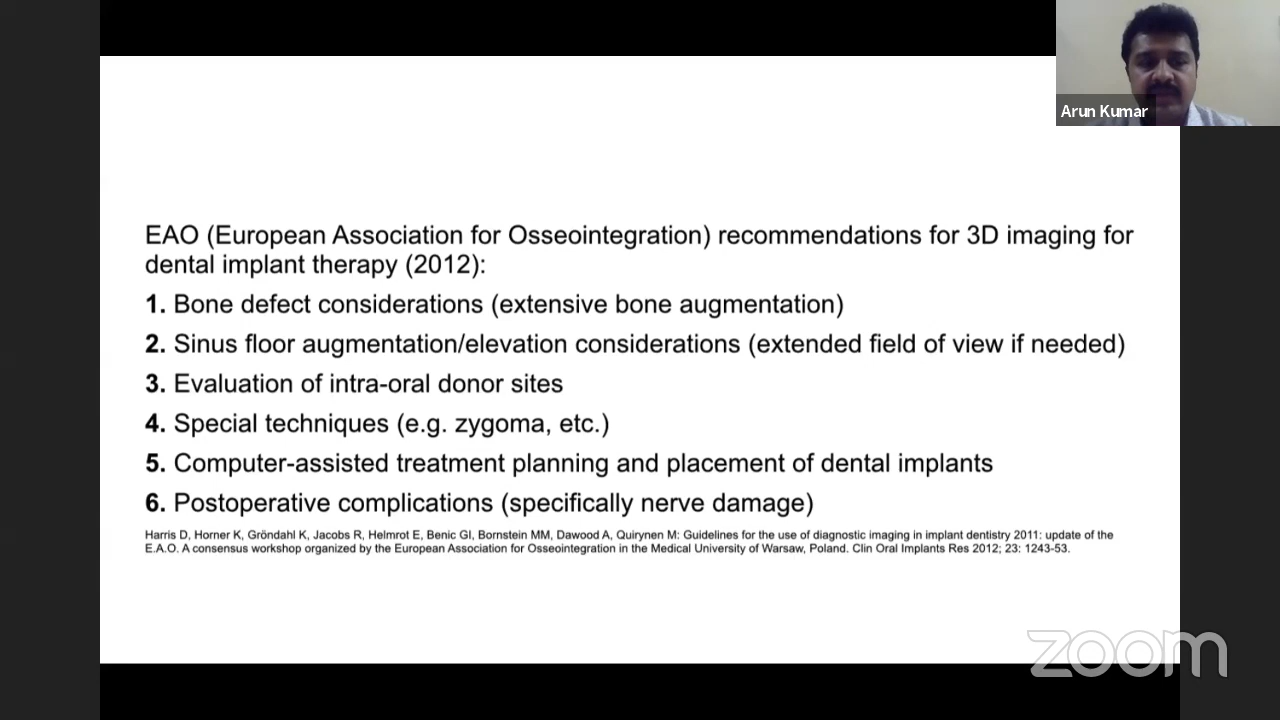 Arun Kumar
EAO (European Association for Osseointegration) recommendations for 3D imaging for
dental implant therapy (2012):
1. Bone defect considerations (extensive bone augmentation)
2. Sinus floor augmentation/elevation considerations (extended field of view if needed)
3. Evaluation of intra-oral donor sites
4. Special techniques (e.g. zygoma, etc.)
5. Computer-assisted treatment planning and placement of dental implants
6. Postoperative complications (specifically nerve damage)
Harris D, Horner K, Gröndahl K, Jacobs R, Helmrot E, Benic GI, Bornstein MM, Dawood A, Quirynen M: Guidelines for the use of diagnostic imaging in implant dentistry 2011: update of the
E.A.O. A consensus workshop organized by the European Association for Osseointegration in the Medical University of Warsaw, Poland. Clin Oral Implants Res 2012; 23: 1243-53.
zoom